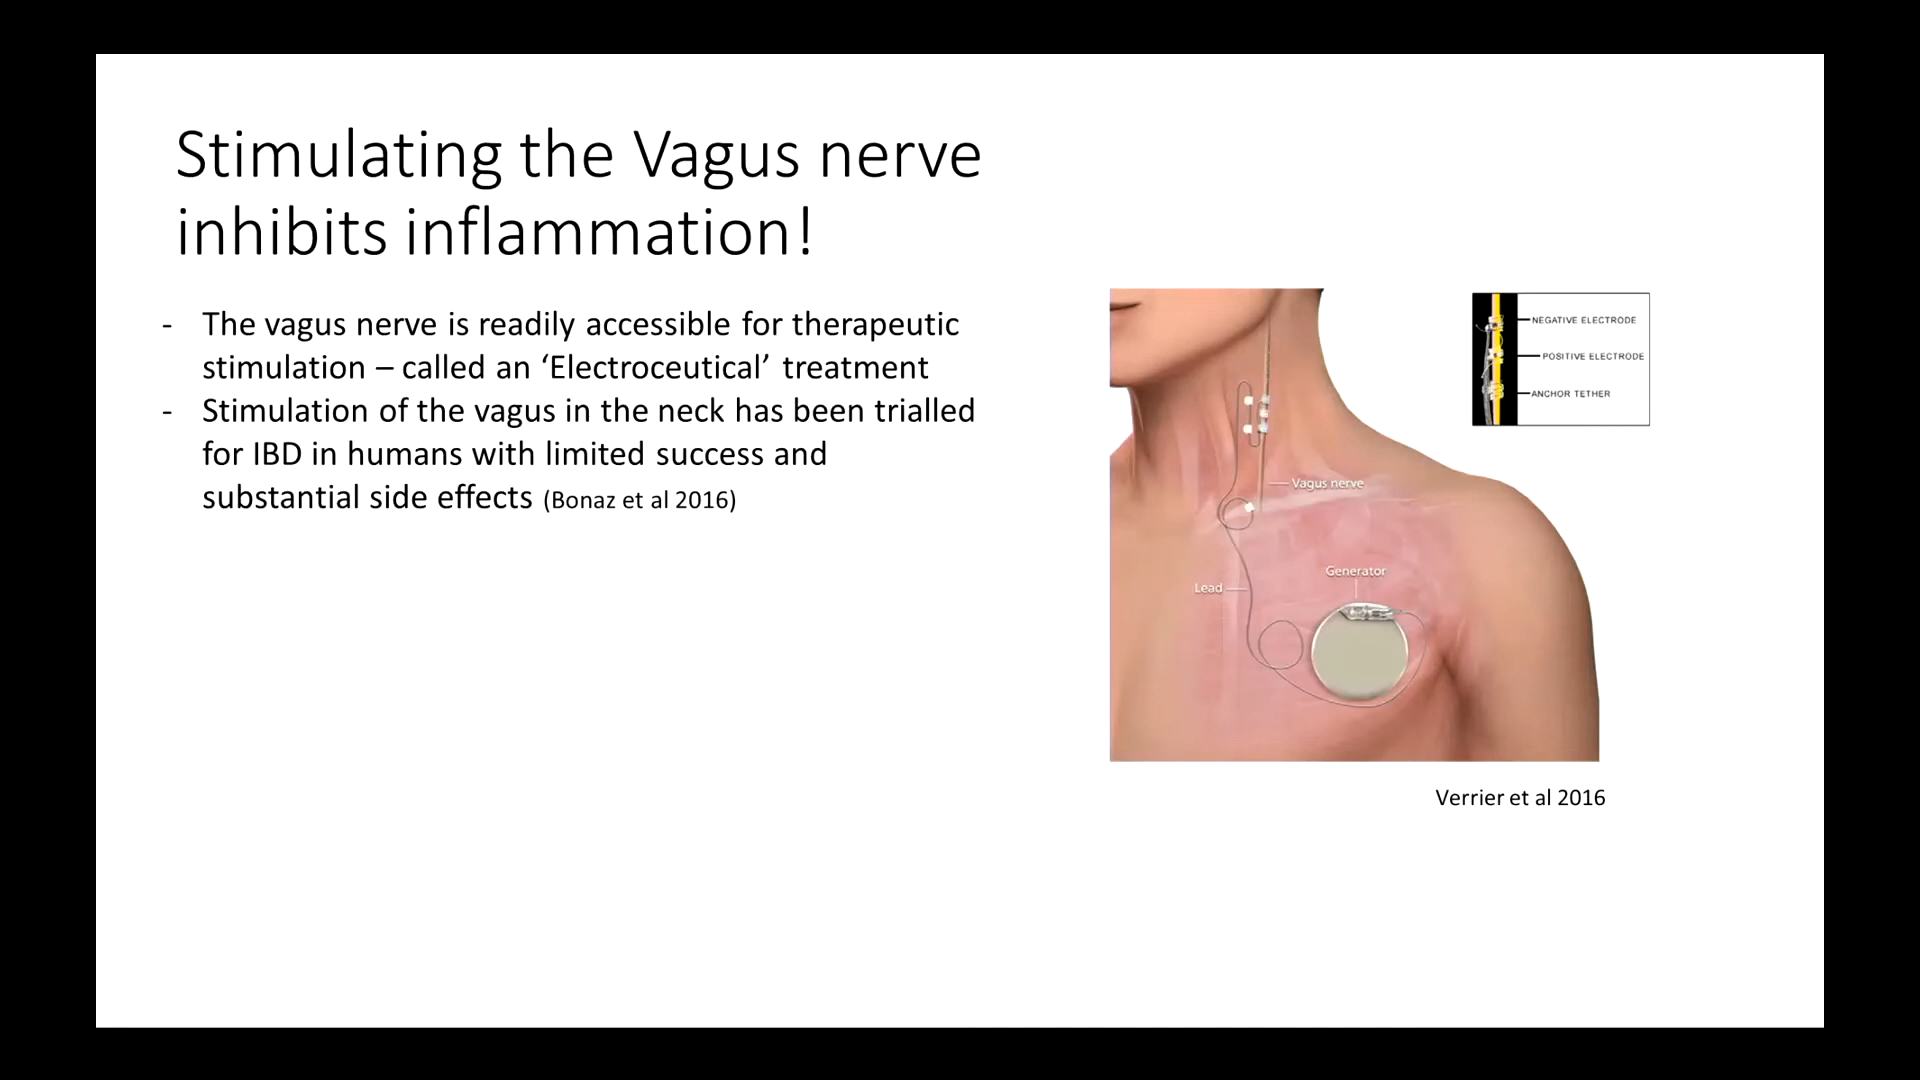 Stimulating the Vagus nerve
inhibits inflammation!
- The vagus nerve is readily accessible for therapeutic
stimulation – called an ‘Electroceutical’ treatment
- Stimulation of the vagus in the neck has been trialled
for IBD in humans with limited success and
substantial side effects (Bonaz et al 2016)
NEGATIVE ELECTRODE
POSITIVE ELECTRODE
ANCHOR TETHER
Vagus nerve
Generator
Lead
Verrier et al 2016